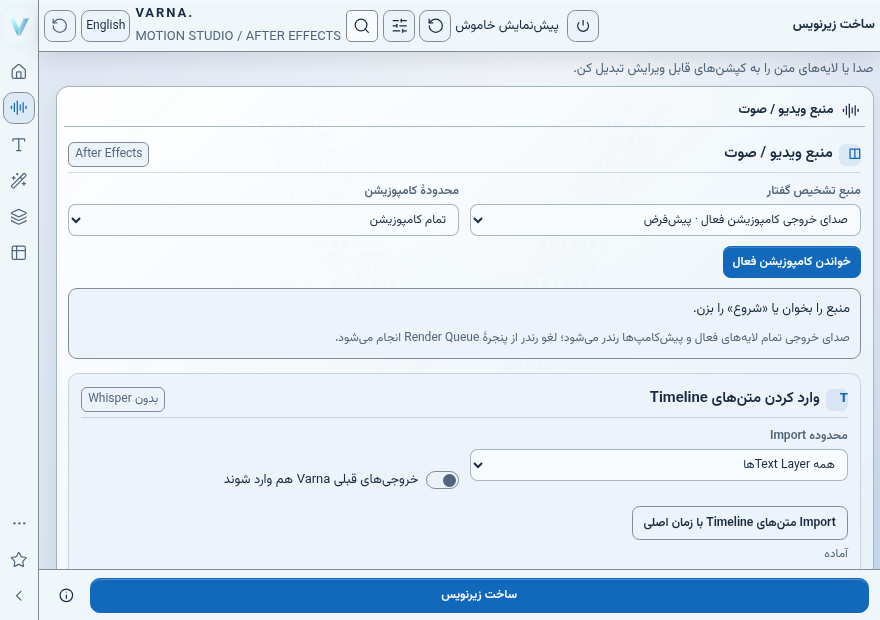 ساخت زیرنویس
پیش‌نمایش خاموش
VARNA.
MOTION STUDIO / AFTER EFFECTS
English
صدا یا لایه‌های متن را به کپشن‌های قابل ویرایش تبدیل کن.
منبع ویدیو / صوت
منبع ویدیو / صوت
After Effects
منبع تشخیص گفتار
محدودهٔ کامپوزیشن
صدای خروجی کامپوزیشن فعال · پیش‌فرض
تمام کامپوزیشن
خواندن کامپوزیشن فعال
منبع را بخوان یا «شروع» را بزن.
صدای خروجی تمام لایه‌های فعال و پیش‌کامپ‌ها رندر می‌شود؛ لغو رندر از پنجرهٔ Render Queue انجام می‌شود.
T
وارد کردن متن‌های Timeline
بدون Whisper
محدوده Import
همه Text Layerها
خروجی‌های قبلی Varna هم وارد شوند
Import متن‌های Timeline با زمان اصلی
آماده
ساخت زیرنویس